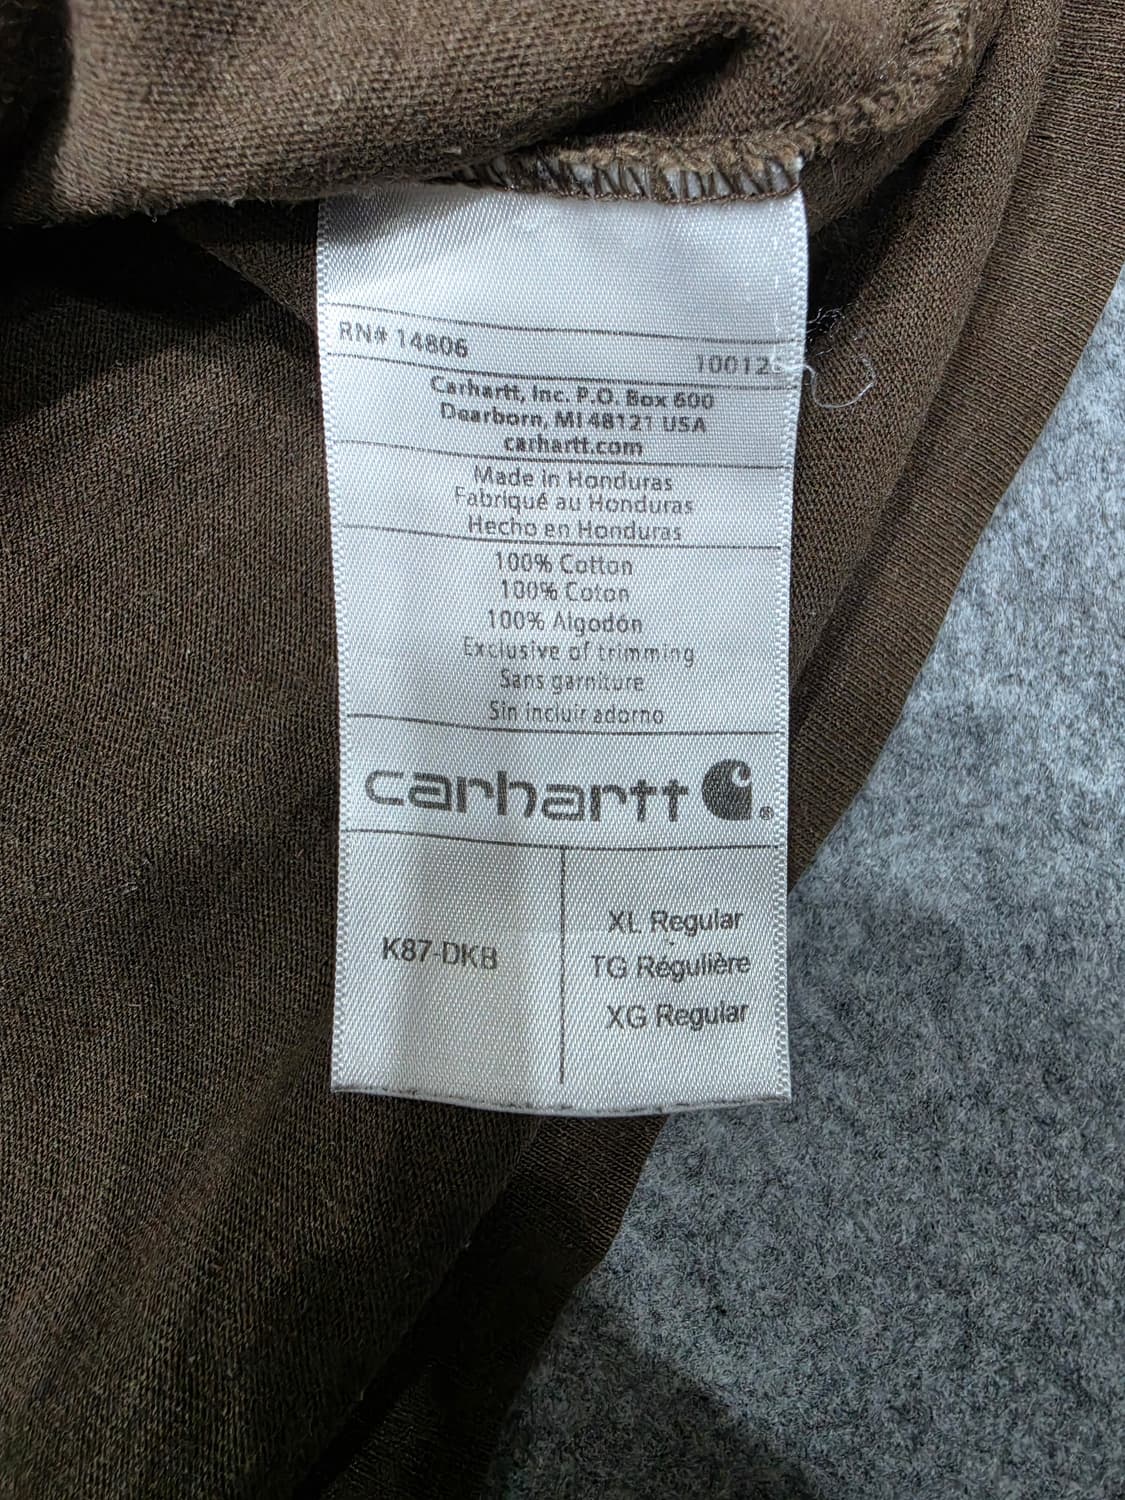 RN# 14806
Carhartt, Inc. P.O. Box 600
Dearborn, MI 48121 USA
carhartt.com
Made in Honduras
Fabriqué au Honduras
Hecho en Honduras
100% Cotton
100% Coton
100% Algodón
Exclusive of trimming
Sans garniture
Sin incluir adorno
carhartt ®
K87-DKB
XL Regular
TG Régulière
XG Regular